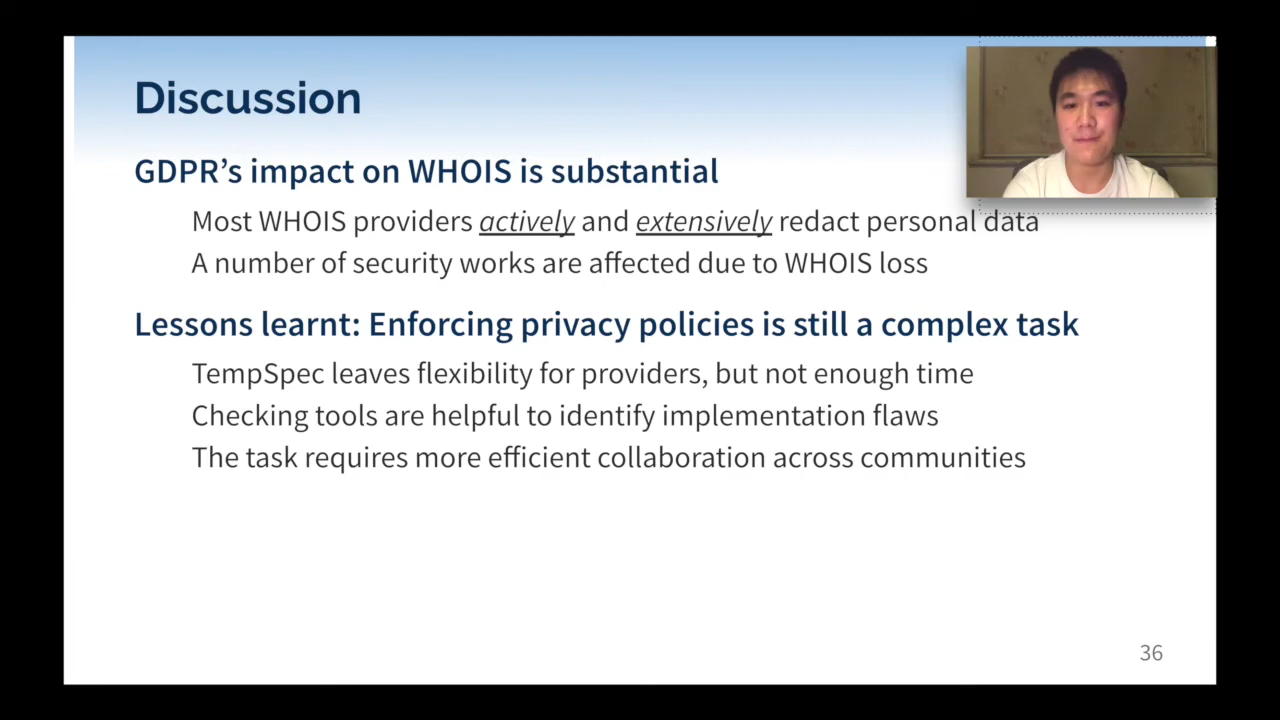 Discussion
GDPR’s impact on WHOIS is substantial
Most WHOIS providers actively and extensively redact personal data
A number of security works are affected due to WHOIS loss
Lessons learnt: Enforcing privacy policies is still a complex task
TempSpec leaves flexibility for providers, but not enough time
Checking tools are helpful to identify implementation flaws
The task requires more efficient collaboration across communities
36